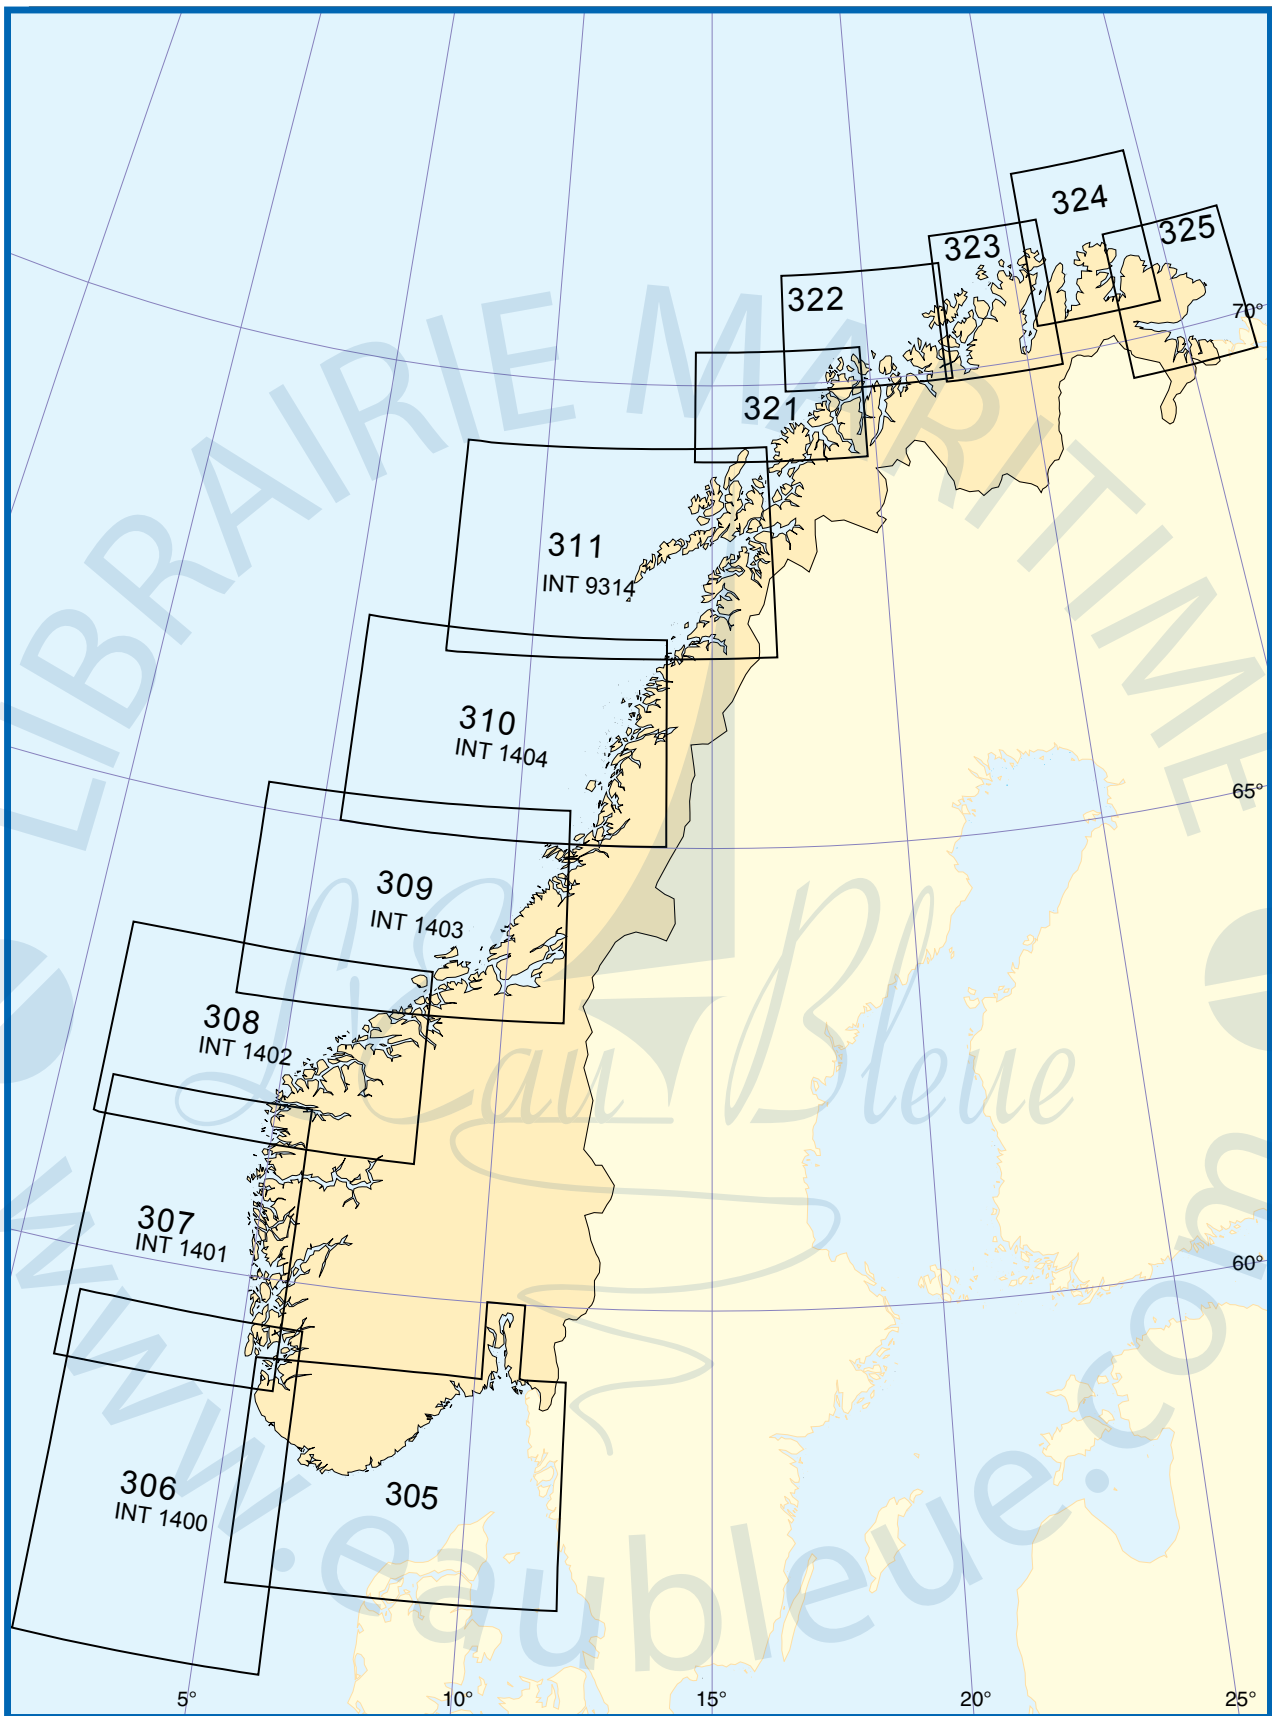 324
325
323
322
70°
321
311
INT 9314
310
INT 1404
65°
309
INT 1403
308
INT 1402
307
INT 1401
60°
306
INT 1400
305
5°
10°
15°
20°
25°
LIBRAIRIE MARITIME
L'Eau Bleue
www.eaubleue.com